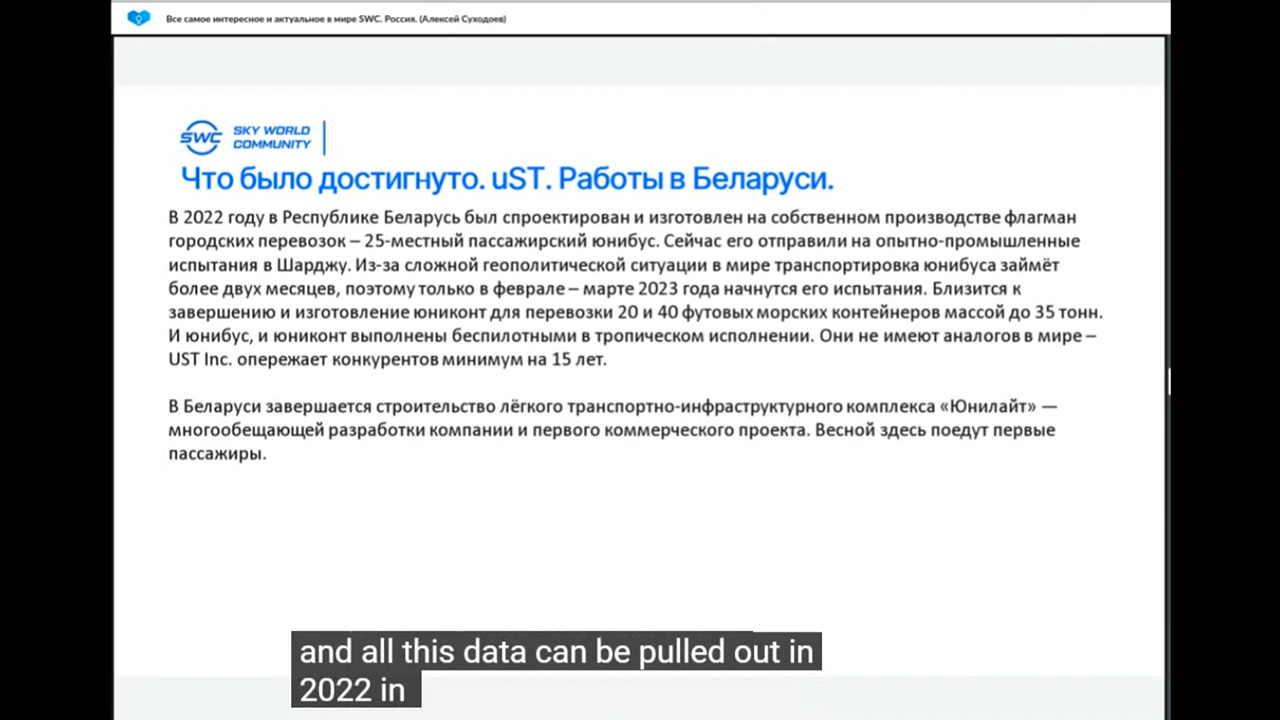 Все самое интересное и актуальное в мире SWC. Россия. (Алексей Суходоев)
SWC
SKY WORLD
COMMUNITY
Что было достигнуто. uST. Работы в Беларуси.
В 2022 году в Республике Беларусь был спроектирован и изготовлен на собственном производстве флагман
городских перевозок – 25-местный пассажирский юнибус. Сейчас его отправили на опытно-промышленные
испытания в Шарджу. Из-за сложной геополитической ситуации в мире транспортировка юнибуса займёт
более двух месяцев, поэтому только в феврале – марте 2023 года начнутся его испытания. Близится к
завершению и изготовление юниконт для перевозки 20 и 40 футовых морских контейнеров массой до 35 тонн.
И юнибус, и юниконт выполнены беспилотными в тропическом исполнении. Они не имеют аналогов в мире –
UST Inc. опережает конкурентов минимум на 15 лет.
В Беларуси завершается строительство лёгкого транспортно-инфраструктурного комплекса «Юнилайт» —
многообещающей разработки компании и первого коммерческого проекта. Весной здесь поедут первые
пассажиры.
and all this data can be pulled out in
2022 in